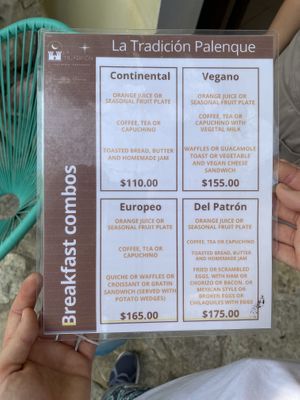 LA TRADICIÓN
La Tradición Palenque
Breakfast combos
Continental
ORANGE JUICE OR
SEASONAL FRUIT PLATE
COFFEE, TEA OR
CAPUCHINO
TOASTED BREAD, BUTTER
AND HOMEMADE JAM
$110.00
Vegano
ORANGE JUICE OR
SEASONAL FRUIT PLATE
COFFEE, TEA OR
CAPUCHINO WITH
VEGETAL MILK
WAFFLES OR GUACAMOLE
TOAST OR VEGETABLE
AND VEGAN CHEESE
SANDWICH
$155.00
Europeo
ORANGE JUICE OR
SEASONAL FRUIT PLATE
COFFEE, TEA OR
CAPUCHINO
QUICHE OR WAFFLES OR
CROISSANT OR GRATIN
SANDWICH (SERVED WITH
POTATO WEDGES)
$165.00
Del Patrón
ORANGE JUICE OR
SEASONAL FRUIT PLATE
COFFEE, TEA OR CAPUCHINO
TOASTED BREAD, BUTTER
AND HOMEMADE JAM
FRIED OR SCRAMBLED
EGGS, WITH HAM OR
CHORIZO OR BACON, OR
MEXICAN STYLE OR
BROKEN EGGS OR
CHILAQUILES WITH EGGS
$175.00